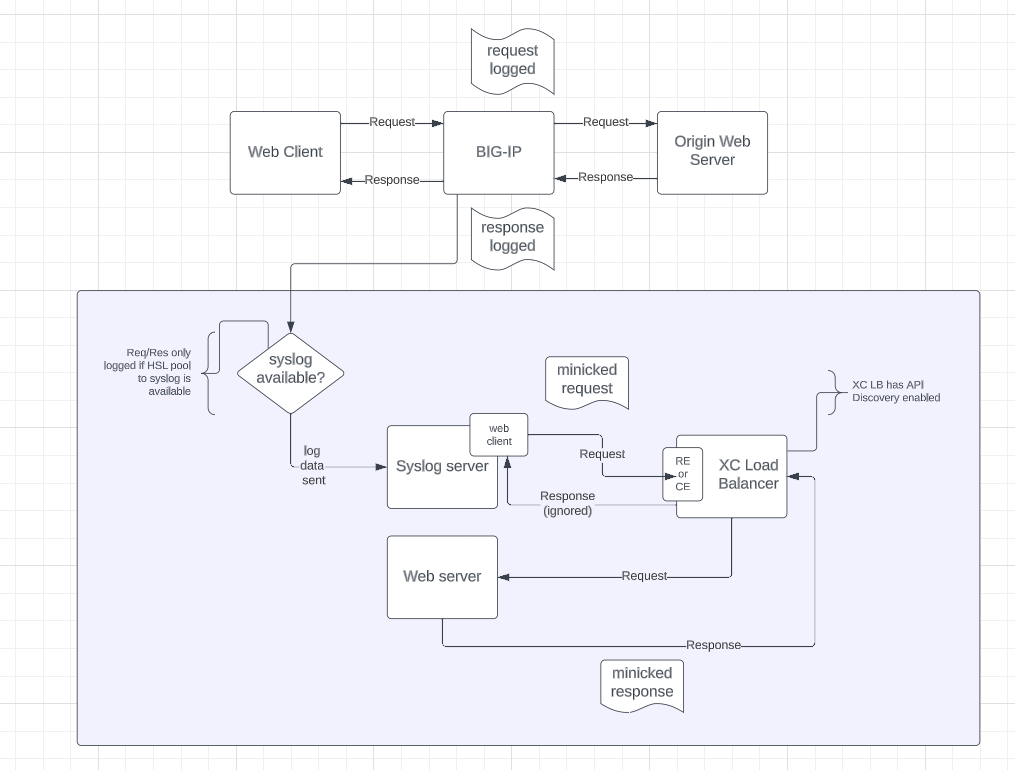 request
logged
Request
Request
Web Client
BIG-IP
Origin Web
Server
Response
Response
response
logged
Req/Res only
logged if HSL pool
to syslog is
available
syslog
available?
minicked
request
XC LB has API
Discovery enabled
log
data
sent
Syslog server
web
client
Request
RE
or
CE
XC Load
Balancer
Response
(ignored)
Web server
Request
Response
minicked
response